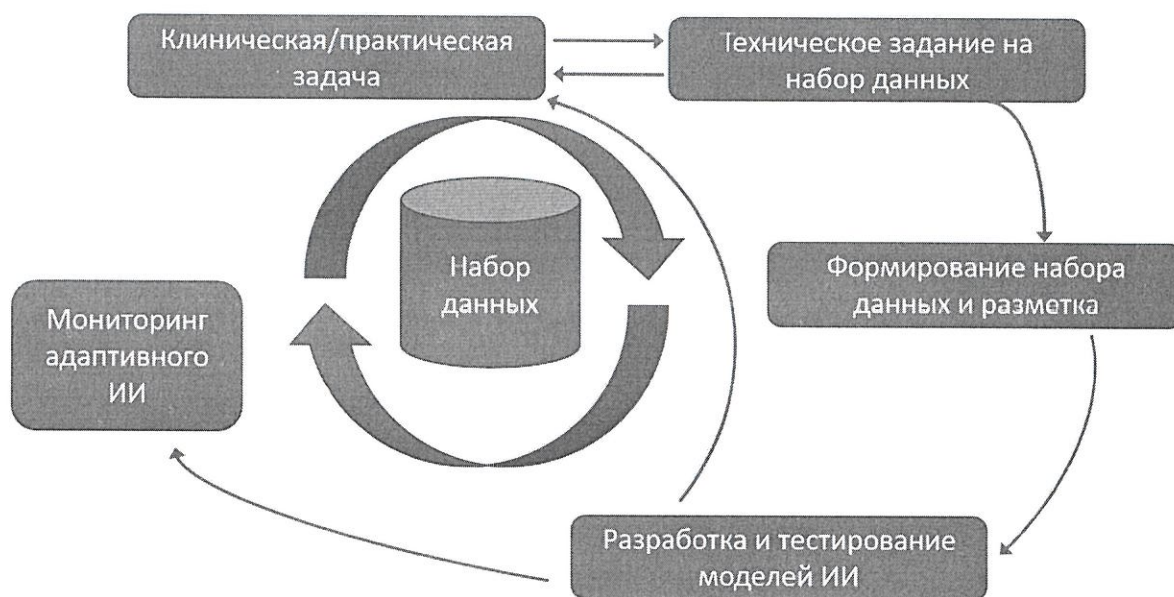 Клиническая/практическая
задача
Техническое задание на
набор данных
Набор
данных
Формирование набора
данных и разметка
Мониторинг
адаптивного
ИИ
Разработка и тестирование
моделей ИИ